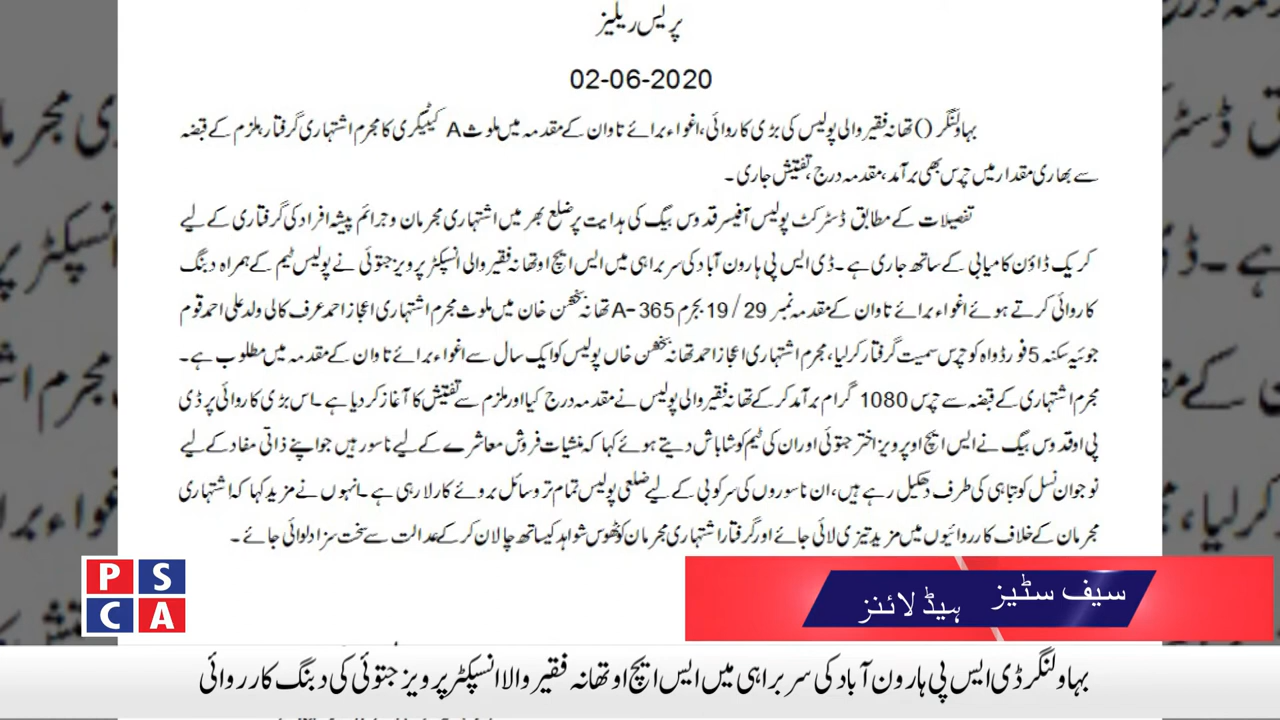 پریس ریلیز
02-06-2020
بہاولنگر () تھانہ فقیر والی پولیس کی بڑی کاروائی، اغواء برائے تاوان کے مقدمہ میں ملوث A کیٹیگری کا مجرم اشتہاری گرفتار، ملزم کے قبضہ
سے بھاری مقدار میں چرس بھی برآمد، مقدمہ درج، تفتیش جاری ۔
تفصیلات کے مطابق ڈسٹرکٹ پولیس آفیسر قدوس بیگ کی ہدایت پر ضلع بھر میں اشتہاری مجرمان و جرائم پیشہ افراد کی گرفتاری کے لیے
کریک ڈاؤن کامیابی کے ساتھ جاری ہے ۔ ڈی ایس پی ہارون آباد کی سربراہی میں ایس ایچ او تھانہ فقیر والی انسپکٹر پرویز جتوئی نے پولیس ٹیم کے ہمراہ دبنگ
کاروائی کرتے ہوئے اغواء برائے تاوان کے مقدمہ نمبر 29 / 19 بجرم 365 -A تھانہ بخشن خان میں ملوث مجرم اشتہاری اعجاز احمد عرف کالی ولد علی احمد قوم
جوئیہ سکنہ 5 فورڈواہ کو چرس سمیت گرفتار کرلیا، مجرم اشتہاری اعجاز احمد تھانہ بخشن خاں پولیس کو ایک سال سے اغواء برائے تاوان کے مقدمہ میں مطلوب ہے ۔
مجرم اشتہاری کے قبضہ سے چرس 1080 گرام برآمد کر کے تھانہ فقیر والی پولیس نے مقدمہ درج کیا اور ملزم سے تفتیش کا آغاز کر دیا ہے ۔ اس بڑی کاروائی پر ڈی
پی او قدوس بیگ نے ایس ایچ او پرویز اختر جتوئی اور ان کی ٹیم کو شاباش دیتے ہوئے کہا کہ منشیات فروش معاشرے کے لیے ناسور ہیں جو اپنے ذاتی مفاد کے لیے
نوجوان نسل کو تباہی کی طرف دھکیل رہے ہیں، ان ناسوروں کی سرکوبی کے لیے ضلعی پولیس تمام تر وسائل بروئے کار لا رہی ہے ۔ انہوں نے مزید کہا کہ اشتہاری
مجرمان کے خلاف کارروائیوں میں مزید تیزی لائی جائے اور گرفتار اشتہاری مجرمان کو ٹھوس شواہد کیساتھ چالان کر کے عدالت سے سخت سزا دلوائی جائے ۔
PSCA
سیف سٹیز ہیڈ لائنز
بہاولنگر ڈی ایس پی ہارون آباد کی سربراہی میں ایس ایچ او تھانہ فقیر والا انسپکٹر پرویز جتوئی کی دبنگ کارروائی